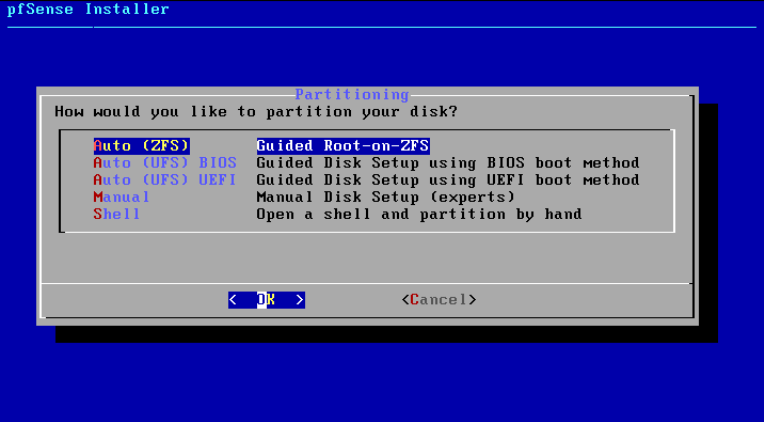 pfSense Installer
Partitioning
How would you like to partition your disk?
Auto (ZFS) Guided Root-on-ZFS
Auto (UFS) BIOS Guided Disk Setup using BIOS boot method
Auto (UFS) UEFI Guided Disk Setup using UEFI boot method
Manual Manual Disk Setup (experts)
Shell Open a shell and partition by hand
< OK > <Cancel>